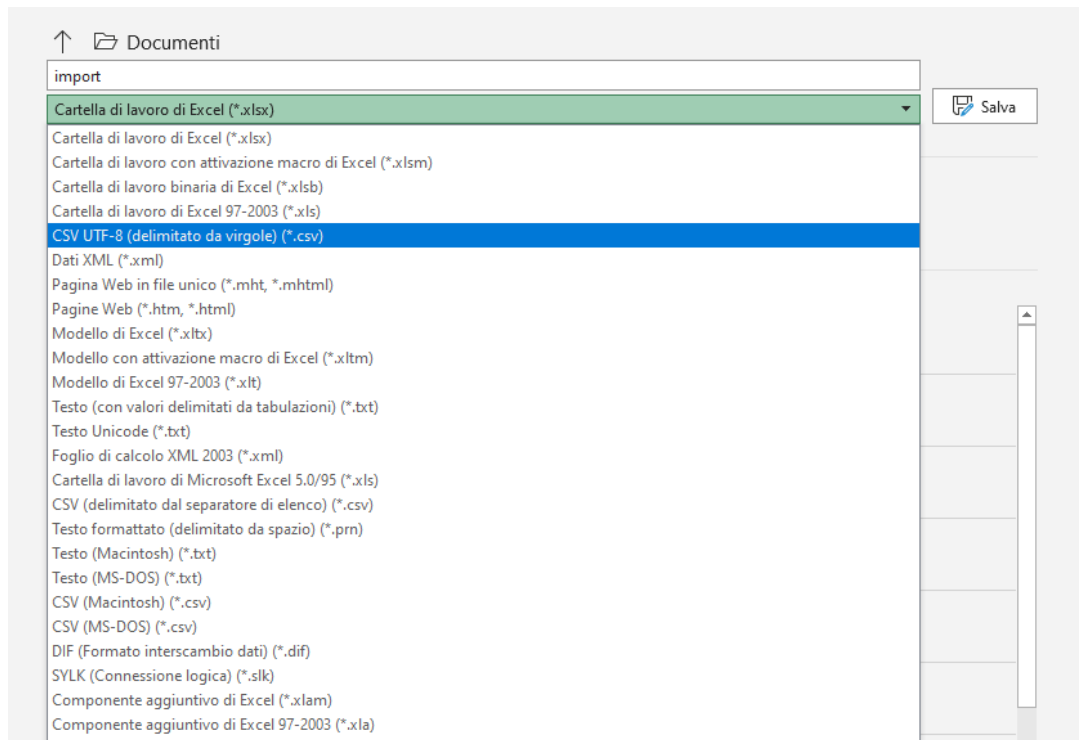 Documenti
import
Cartella di lavoro di Excel (*.xlsx)
Salva
Cartella di lavoro di Excel (*.xlsx)
Cartella di lavoro con attivazione macro di Excel (*.xlsm)
Cartella di lavoro binaria di Excel (*.xlsb)
Cartella di lavoro di Excel 97-2003 (*.xls)
CSV UTF-8 (delimitato da virgole) (*.csv)
Dati XML (*.xml)
Pagina Web in file unico (*.mht, *.mhtml)
Pagine Web (*.htm, *.html)
Modello di Excel (*.xltx)
Modello con attivazione macro di Excel (*.xltm)
Modello di Excel 97-2003 (*.xlt)
Testo (con valori delimitati da tabulazioni) (*.txt)
Testo Unicode (*.txt)
Foglio di calcolo XML 2003 (*.xml)
Cartella di lavoro di Microsoft Excel 5.0/95 (*.xls)
CSV (delimitato dal separatore di elenco) (*.csv)
Testo formattato (delimitato da spazio) (*.prn)
Testo (Macintosh) (*.txt)
Testo (MS-DOS) (*.txt)
CSV (Macintosh) (*.csv)
CSV (MS-DOS) (*.csv)
DIF (Formato interscambio dati) (*.dif)
SYLK (Connessione logica) (*.slk)
Componente aggiuntivo di Excel (*.xlam)
Componente aggiuntivo di Excel 97-2003 (*.xla)